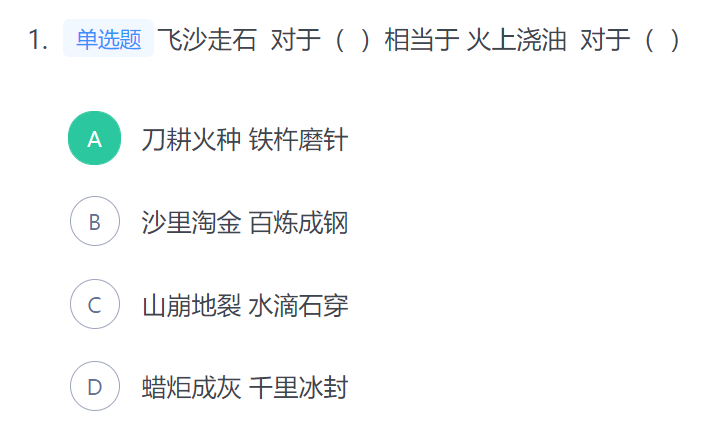 1. 单选题 飞沙走石 对于（ ）相当于 火上浇油 对于（ ）
A 刀耕火种 铁杵磨针
B 沙里淘金 百炼成钢
C 山崩地裂 水滴石穿
D 蜡炬成灰 千里冰封